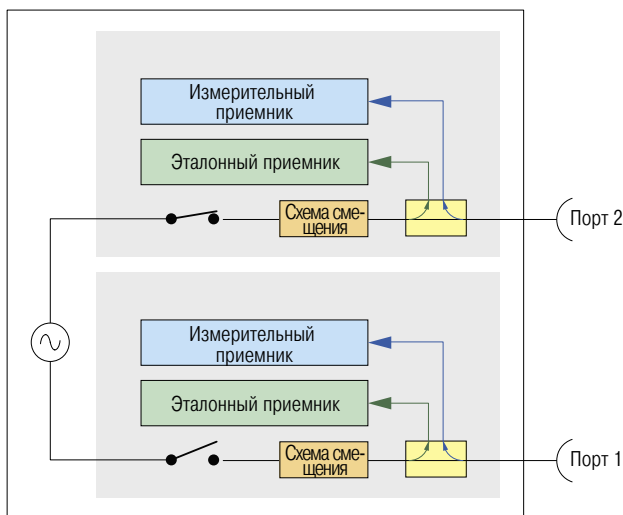 Измерительный
приемник
Эталонный приемник
Схема сме-
щения
Порт 2
Измерительный
приемник
Эталонный приемник
Схема сме-
щения
Порт 1